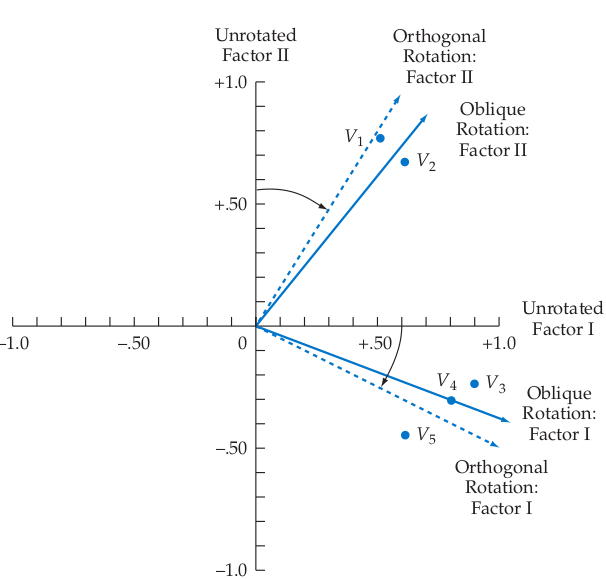 Unrotated
Factor II
Orthogonal
Rotation:
Factor II
+1.0
Oblique
Rotation:
Factor II
V1
V2
+.50
Unrotated
Factor I
–1.0
–.50
0
+.50
+1.0
V4
V3
Oblique
Rotation:
Factor I
V5
–.50
Orthogonal
Rotation:
Factor I
–1.0